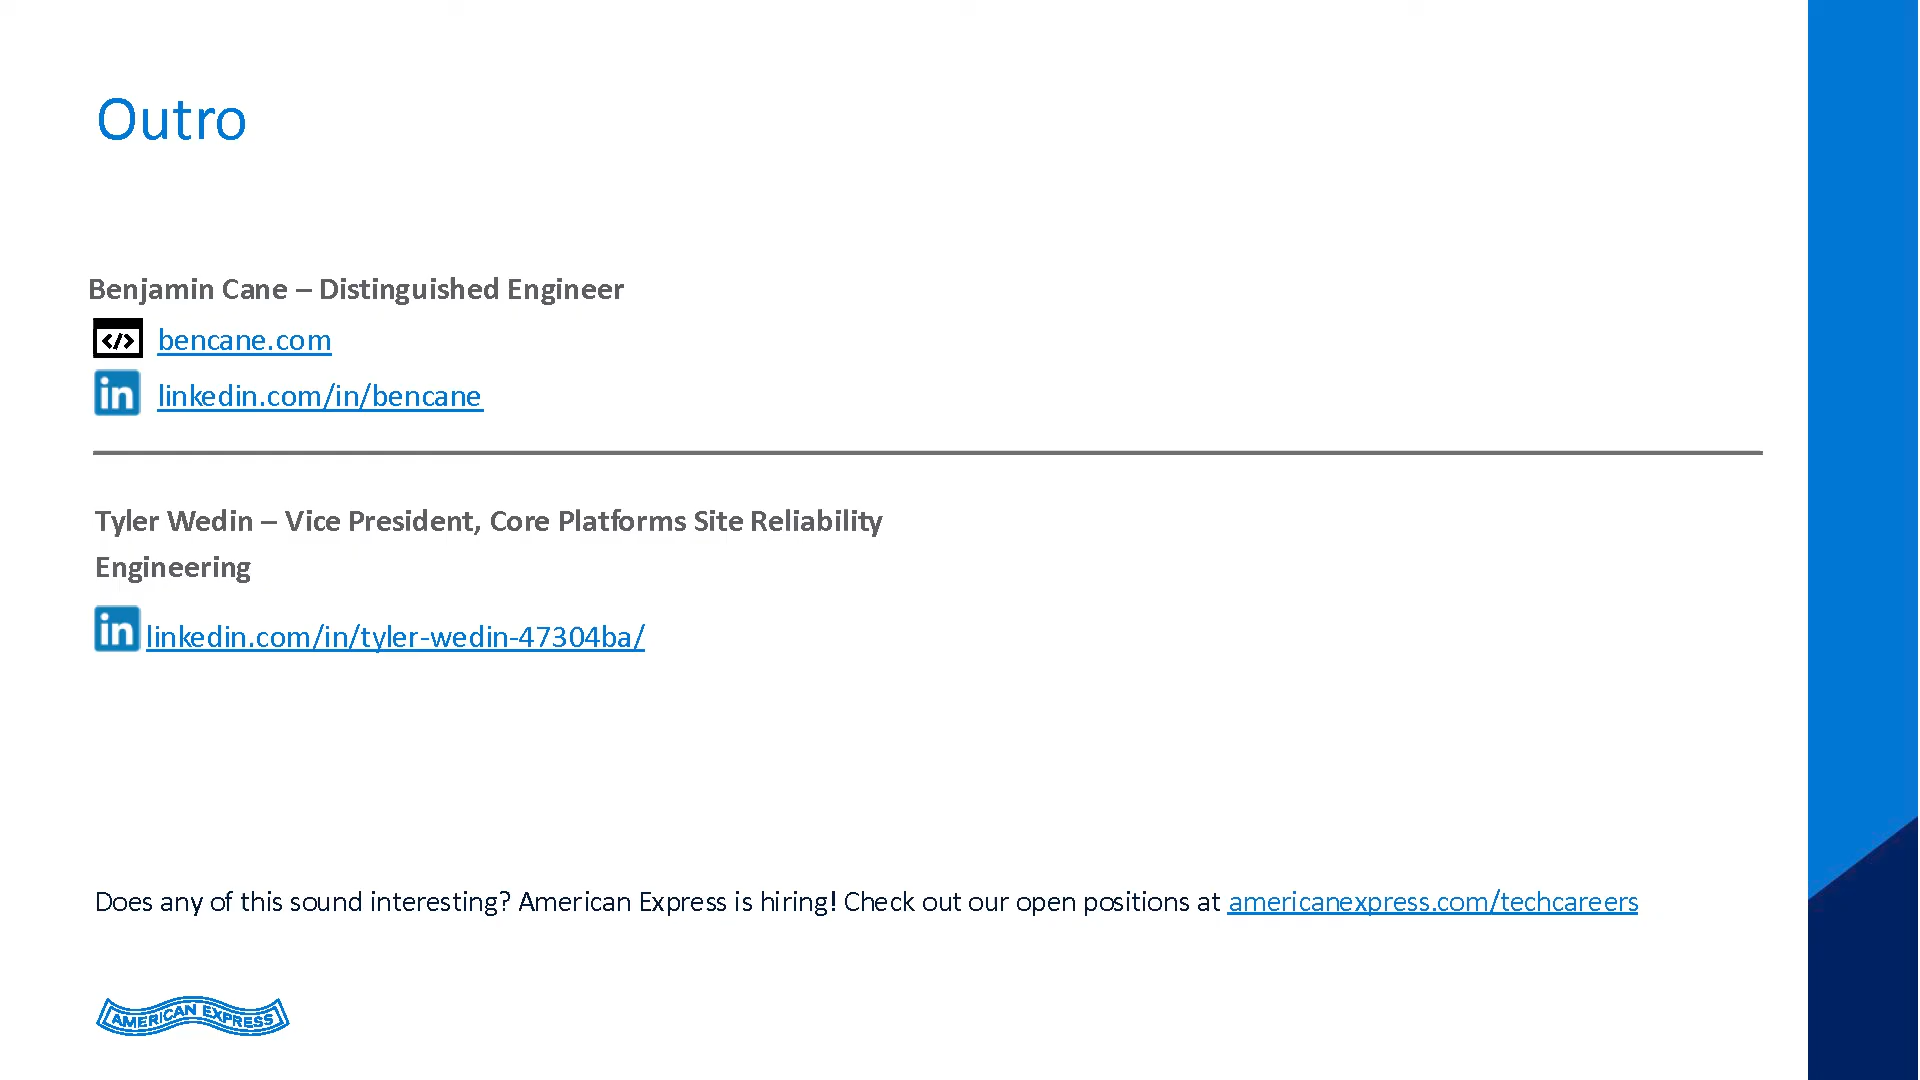 Outro
Benjamin Cane – Distinguished Engineer
</>
bencane.com
in
linkedin.com/in/bencane
Tyler Wedin – Vice President, Core Platforms Site Reliability
Engineering
in
linkedin.com/in/tyler-wedin-47304ba/
Does any of this sound interesting? American Express is hiring! Check out our open positions at americanexpress.com/techcareers
AMERICAN EXPRESS